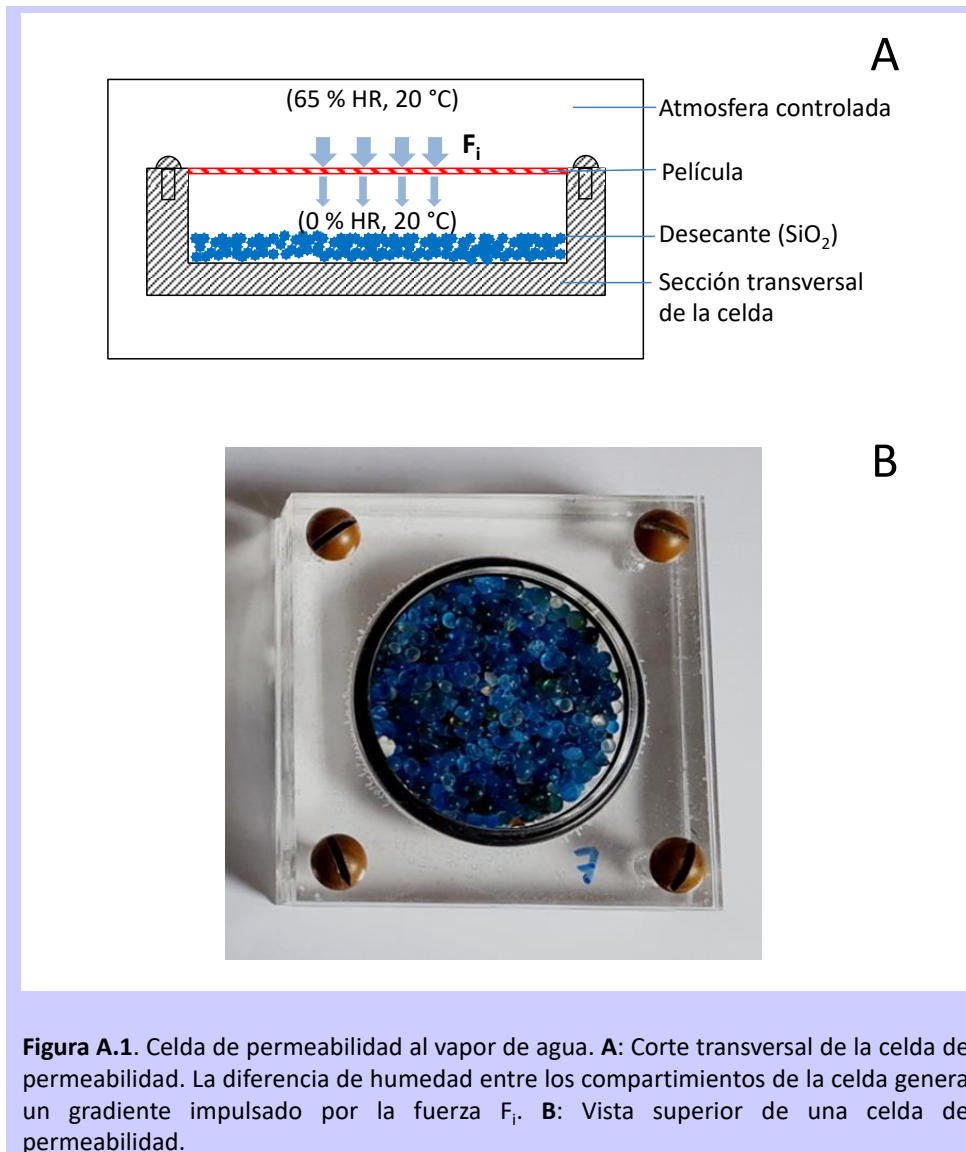 A
(65 % HR, 20 °C)
Atmosfera controlada
F_i
Película
(0 % HR, 20 °C)
Desecante (SiO₂)
Sección transversal
de la celda
B
7
Figura A.1. Celda de permeabilidad al vapor de agua. A: Corte transversal de la celda de
permeabilidad. La diferencia de humedad entre los compartimientos de la celda genera
un gradiente impulsado por la fuerza F_i. B: Vista superior de una celda de
permeabilidad.